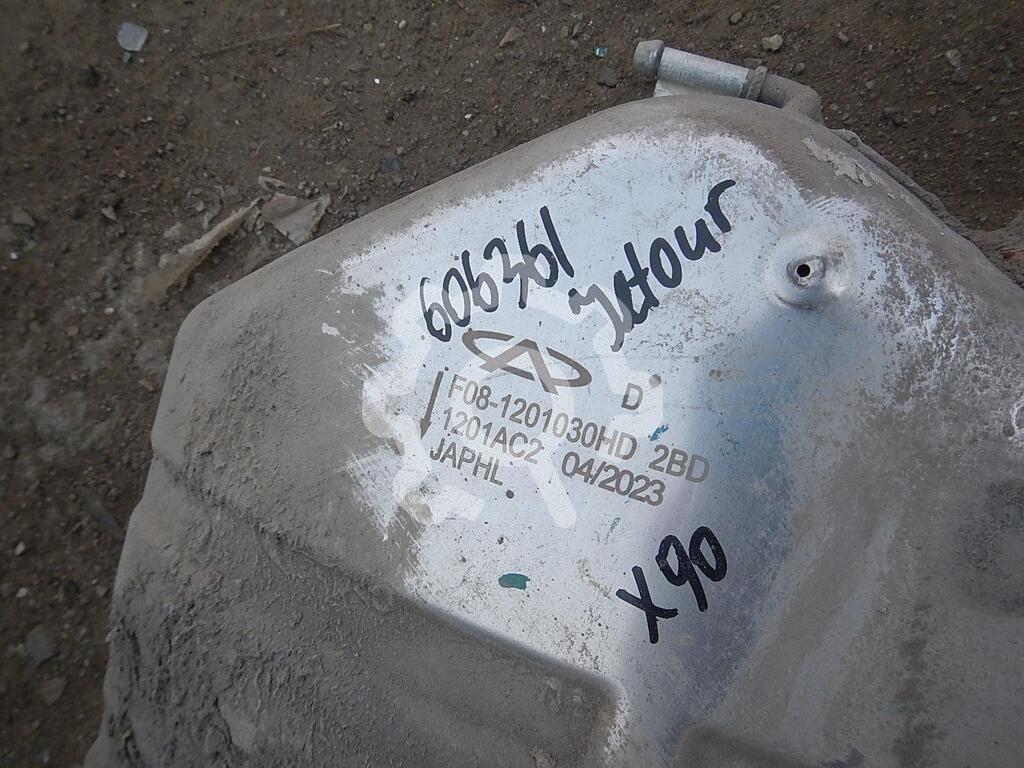 606361
Jetour
D
F08-1201030HD 2BD
1201AC2 04/2023
JAPHL
X90